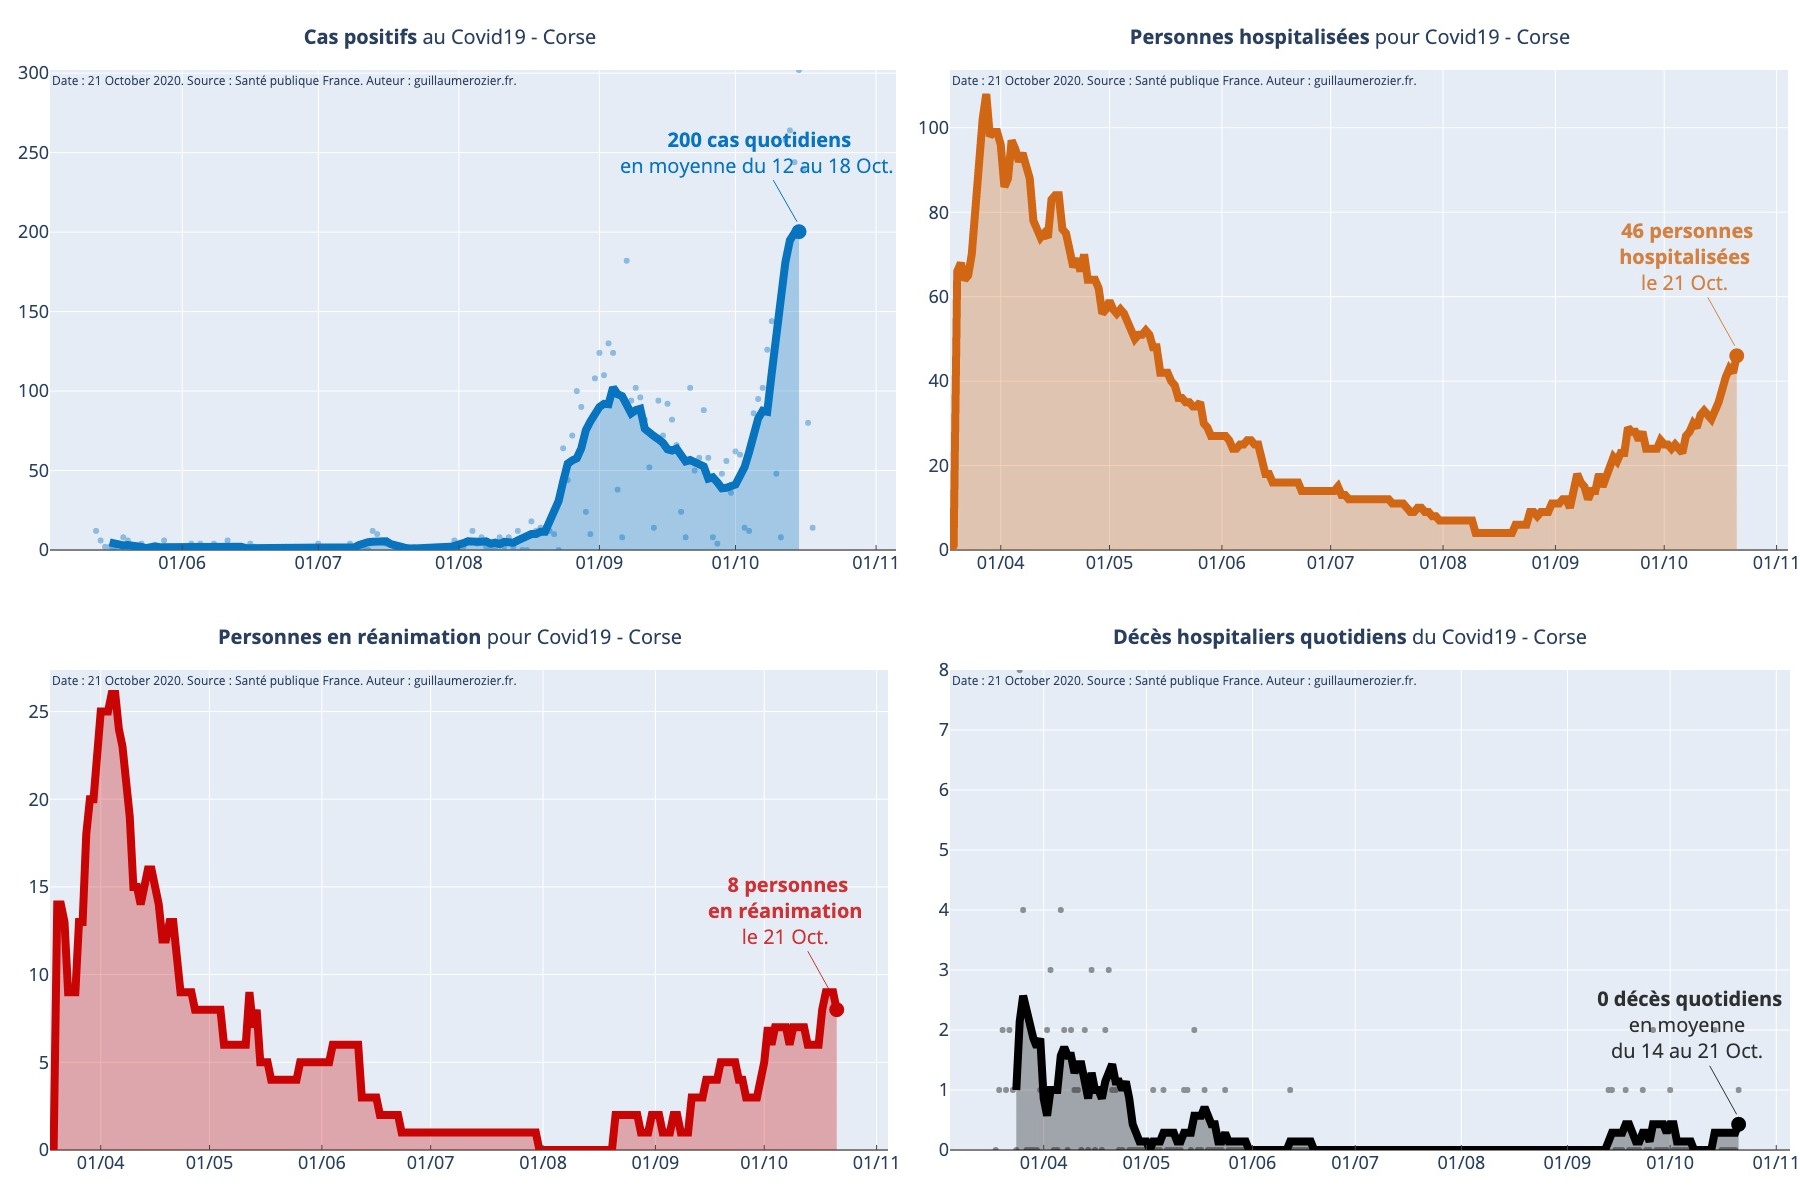 Cas positifs au Covid19 - Corse
Date : 21 October 2020. Source : Santé publique France. Auteur : guillaumerozier.fr.
300
250
200
150
100
50
0
200 cas quotidiens
en moyenne du 12 au 18 Oct.
01/06 01/07 01/08 01/09 01/10 01/11
Personnes hospitalisées pour Covid19 - Corse
Date : 21 October 2020. Source : Santé publique France. Auteur : guillaumerozier.fr.
100
80
60
40
20
0
46 personnes
hospitalisées
le 21 Oct.
01/04 01/05 01/06 01/07 01/08 01/09 01/10 01/11
Personnes en réanimation pour Covid19 - Corse
Date : 21 October 2020. Source : Santé publique France. Auteur : guillaumerozier.fr.
25
20
15
10
5
0
8 personnes
en réanimation
le 21 Oct.
01/04 01/05 01/06 01/07 01/08 01/09 01/10 01/11
Décès hospitaliers quotidiens du Covid19 - Corse
Date : 21 October 2020. Source : Santé publique France. Auteur : guillaumerozier.fr.
8
7
6
5
4
3
2
1
0
0 décès quotidiens
en moyenne
du 14 au 21 Oct.
01/04 01/05 01/06 01/07 01/08 01/09 01/10 01/11